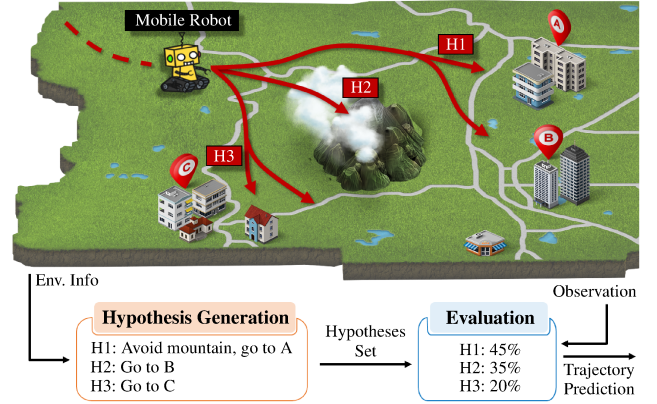 Mobile Robot
A
H1
H2
B
H3
C
Env. Info
Observation
Hypothesis Generation
H1: Avoid mountain, go to A
H2: Go to B
H3: Go to C
Hypotheses
Set
Evaluation
H1: 45%
H2: 35%
H3: 20%
Trajectory
Prediction